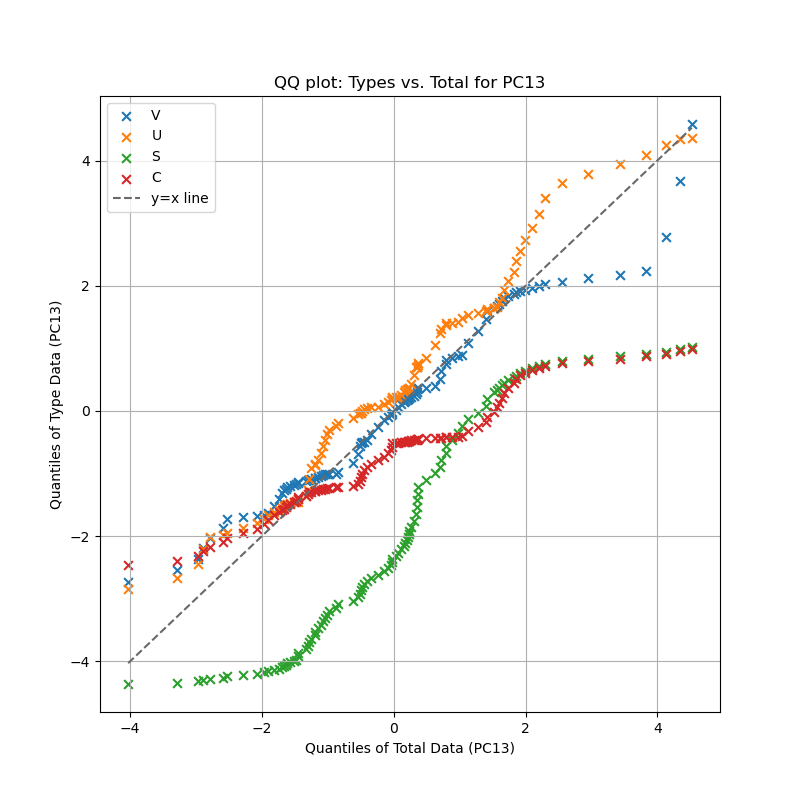 QQ plot: Types vs. Total for PC13
V
U
S
C
y=x line
4
2
0
−2
−4
Quantiles of Type Data (PC13)
−4 −2 0 2 4
Quantiles of Total Data (PC13)